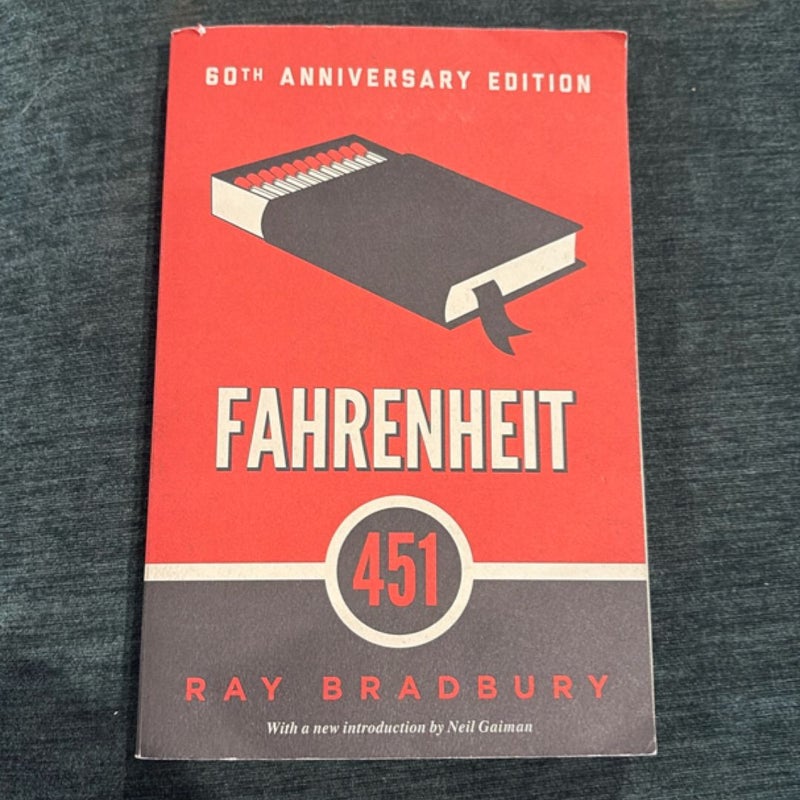 60TH ANNIVERSARY EDITION
FAHRENHEIT
451
RAY BRADBURY
With a new introduction by Neil Gaiman